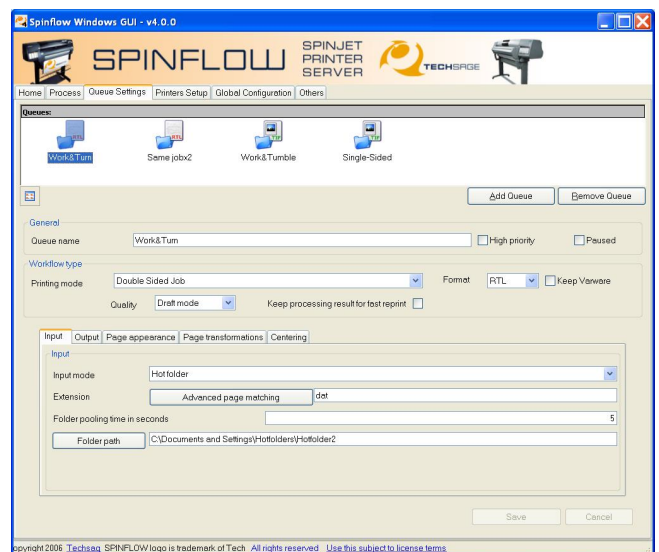 Spinflow Windows GUI - v4.0.0
SPINFLOW SPINJET PRINTER SERVER TECHSAGE
Home Process Queue Settings Printers Setup Global Configuration Others
Queues:
RTL RTL TIF TIF
Work&Turn Same jobx2 Work&Tumble Single-Sided
Add Queue Remove Queue
General
Queue name Work&Turn High priority Paused
Workflow type
Printing mode Double Sided Job Format RTL Keep Varware
Quality Draft mode Keep processing result for fast reprint
Input Output Page appearance Page transformations Centering
Input
Input mode Hotfolder
Extension Advanced page matching dat
Folder pooling time in seconds 5
Folder path C:\Documents and Settings\Hotfolders\Hotfolder2
Save Cancel
opyright 2006 Techsag SPINFLOW logo is trademark of Tech All rights reserved Use this subject to license terms